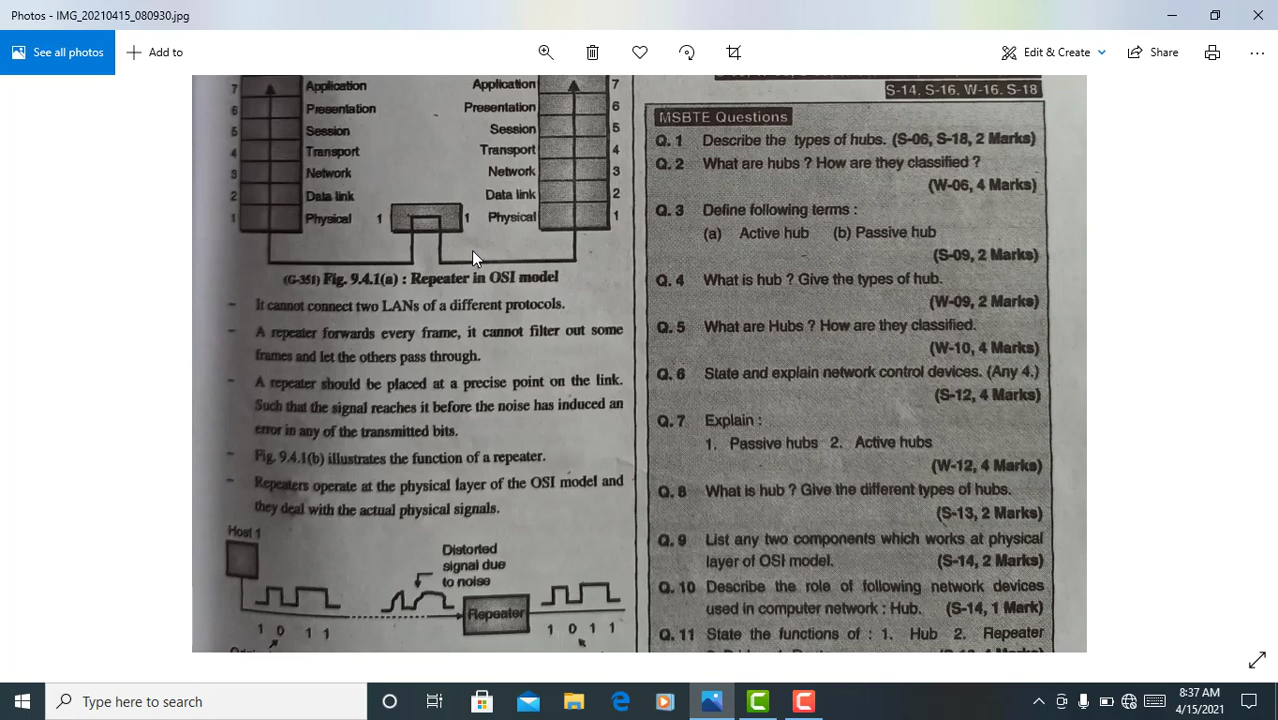 Photos - IMG_20210415_080930.jpg
See all photos
Add to
Edit & Create
Share
7 Application
6 Presentation
5 Session
4 Transport
3 Network
2 Data link
1 Physical
1
1
Application 7
Presentation 6
Session 5
Transport 4
Network 3
Data link 2
Physical 1
(G-351) Fig. 9.4.1(a) : Repeater in OSI model
– It cannot connect two LANs of a different protocols.
– A repeater forwards every frame, it cannot filter out some
frames and let the others pass through.
– A repeater should be placed at a precise point on the link.
Such that the signal reaches it before the noise has induced an
error in any of the transmitted bits.
– Fig. 9.4.1(b) illustrates the function of a repeater.
– Repeaters operate at the physical layer of the OSI model and
they deal with the actual physical signals.
Host 1
Distorted
signal due
to noise
Repeater
1 0 1 1
1 0 1 1
S-14, S-16, W-16, S-18
MSBTE Questions
Q. 1 Describe the types of hubs. (S-06, S-18, 2 Marks)
Q. 2 What are hubs ? How are they classified ?
(W-06, 4 Marks)
Q. 3 Define following terms :
(a) Active hub (b) Passive hub
(S-09, 2 Marks)
Q. 4 What is hub ? Give the types of hub.
(W-09, 2 Marks)
Q. 5 What are Hubs ? How are they classified.
(W-10, 4 Marks)
Q. 6 State and explain network control devices. (Any 4.)
(S-12, 4 Marks)
Q. 7 Explain :
1. Passive hubs 2. Active hubs
(W-12, 4 Marks)
Q. 8 What is hub ? Give the different types of hubs.
(S-13, 2 Marks)
Q. 9 List any two components which works at physical
layer of OSI model. (S-14, 2 Marks)
Q. 10 Describe the role of following network devices
used in computer network : Hub. (S-14, 1 Mark)
Q. 11 State the functions of : 1. Hub 2. Repeater
Type here to search
8:37 AM
4/15/2021